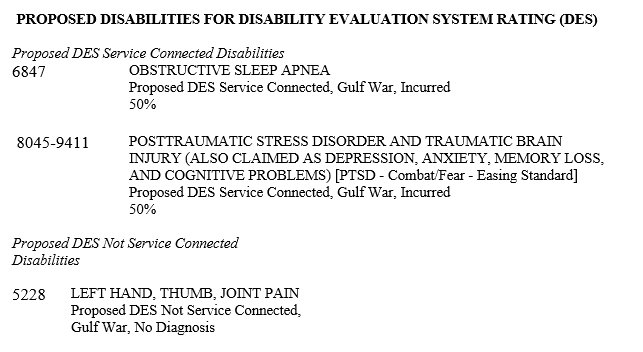 PROPOSED DISABILITIES FOR DISABILITY EVALUATION SYSTEM RATING (DES)
Proposed DES Service Connected Disabilities
6847 OBSTRUCTIVE SLEEP APNEA
Proposed DES Service Connected, Gulf War, Incurred
50%
8045-9411 POSTTRAUMATIC STRESS DISORDER AND TRAUMATIC BRAIN
INJURY (ALSO CLAIMED AS DEPRESSION, ANXIETY, MEMORY LOSS,
AND COGNITIVE PROBLEMS) [PTSD - Combat/Fear - Easing Standard]
Proposed DES Service Connected, Gulf War, Incurred
50%
Proposed DES Not Service Connected
Disabilities
5228 LEFT HAND, THUMB, JOINT PAIN
Proposed DES Not Service Connected,
Gulf War, No Diagnosis